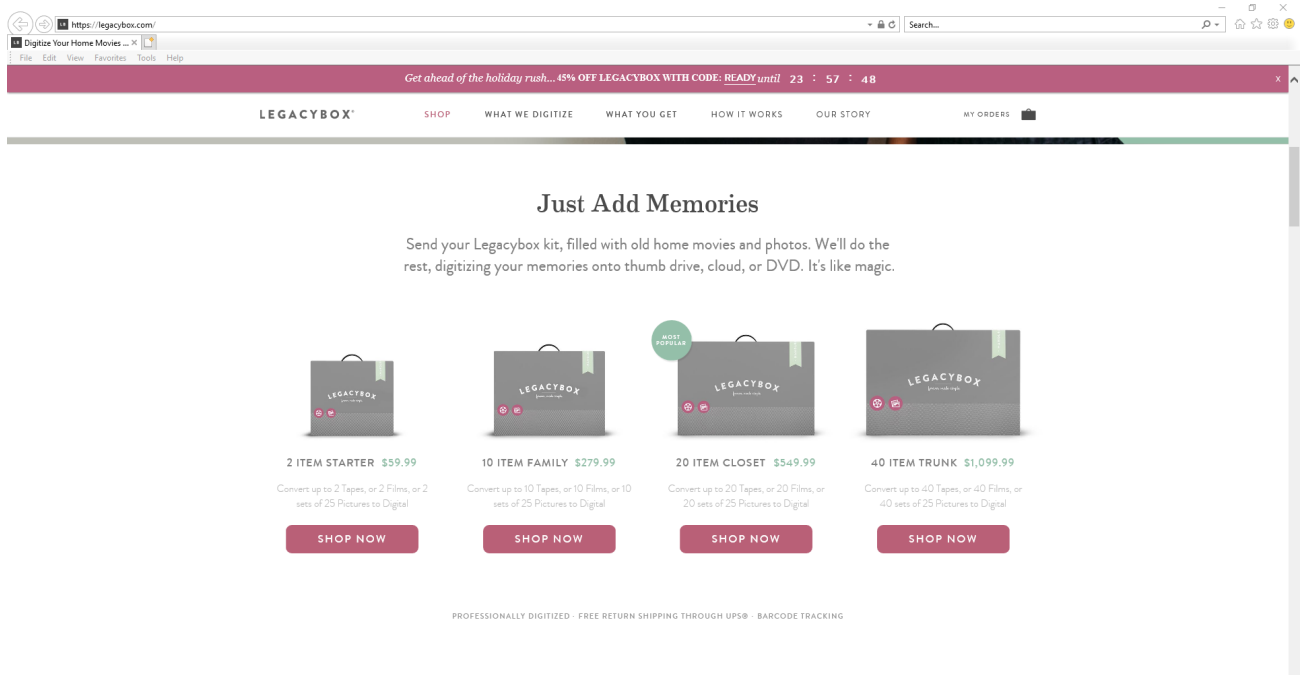 https://legacybox.com/
Search...
Digitize Your Home Movies ...
File Edit View Favorites Tools Help
Get ahead of the holiday rush... 45% OFF LEGACYBOX WITH CODE: READY until 23 : 57 : 48 x
LEGACYBOX
SHOP WHAT WE DIGITIZE WHAT YOU GET HOW IT WORKS OUR STORY MY ORDERS
Just Add Memories
Send your Legacybox kit, filled with old home movies and photos. We'll do the
rest, digitizing your memories onto thumb drive, cloud, or DVD. It's like magic.
LEGACYBOX
LEGACYBOX
MOST
POPULAR
LEGACYBOX
LEGACYBOX
2 ITEM STARTER $59.99
Convert up to 2 Tapes, or 2 Films, or 2
sets of 25 Pictures to Digital
SHOP NOW
10 ITEM FAMILY $279.99
Convert up to 10 Tapes, or 10 Films, or 10
sets of 25 Pictures to Digital
SHOP NOW
20 ITEM CLOSET $549.99
Convert up to 20 Tapes, or 20 Films, or
20 sets of 25 Pictures to Digital
SHOP NOW
40 ITEM TRUNK $1,099.99
Convert up to 40 Tapes, or 40 Films, or
40 sets of 25 Pictures to Digital
SHOP NOW
PROFESSIONALLY DIGITIZED - FREE RETURN SHIPPING THROUGH UPS® - BARCODE TRACKING